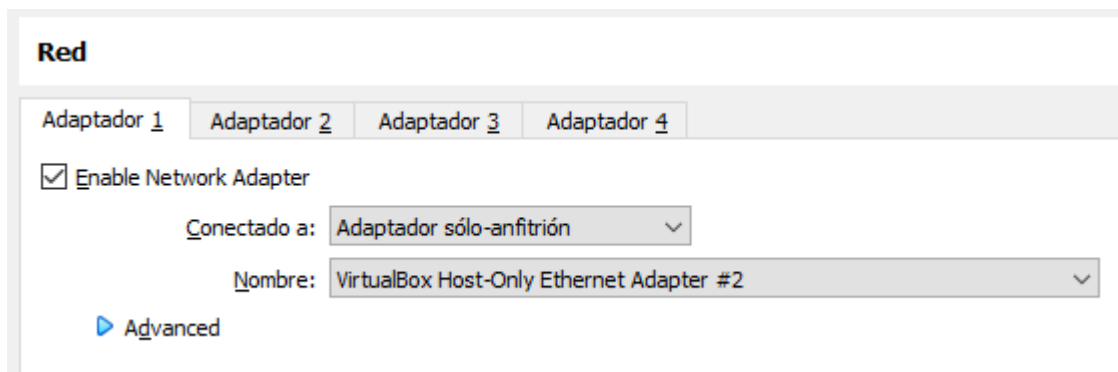 Red
Adaptador 1 Adaptador 2 Adaptador 3 Adaptador 4
Enable Network Adapter
Conectado a: Adaptador sólo-anfitrión
Nombre: VirtualBox Host-Only Ethernet Adapter #2
Advanced